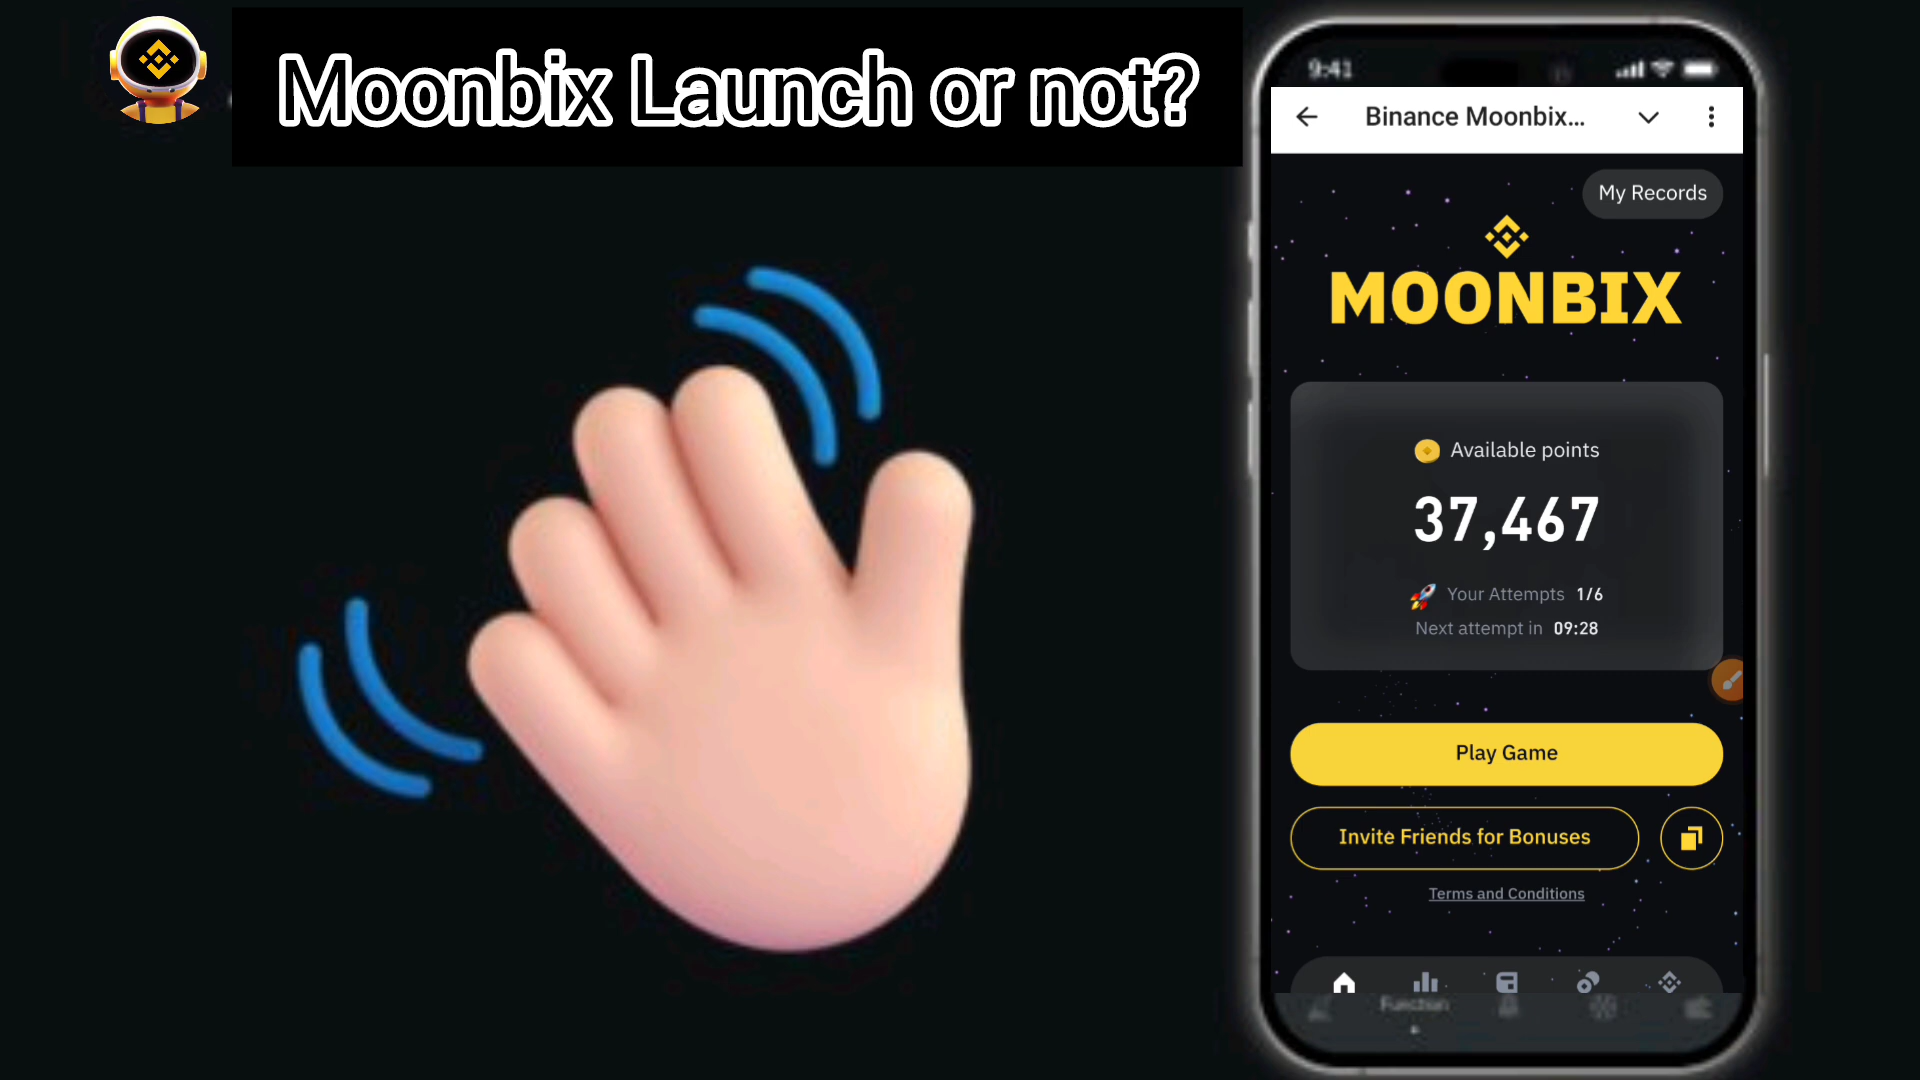 Moonbix Launch or not?
9:41
Binance Moonbix...
My Records
MOONBIX
Available points
37,467
Your Attempts 1/6
Next attempt in 09:28
Play Game
Invite Friends for Bonuses
Terms and Conditions
Function